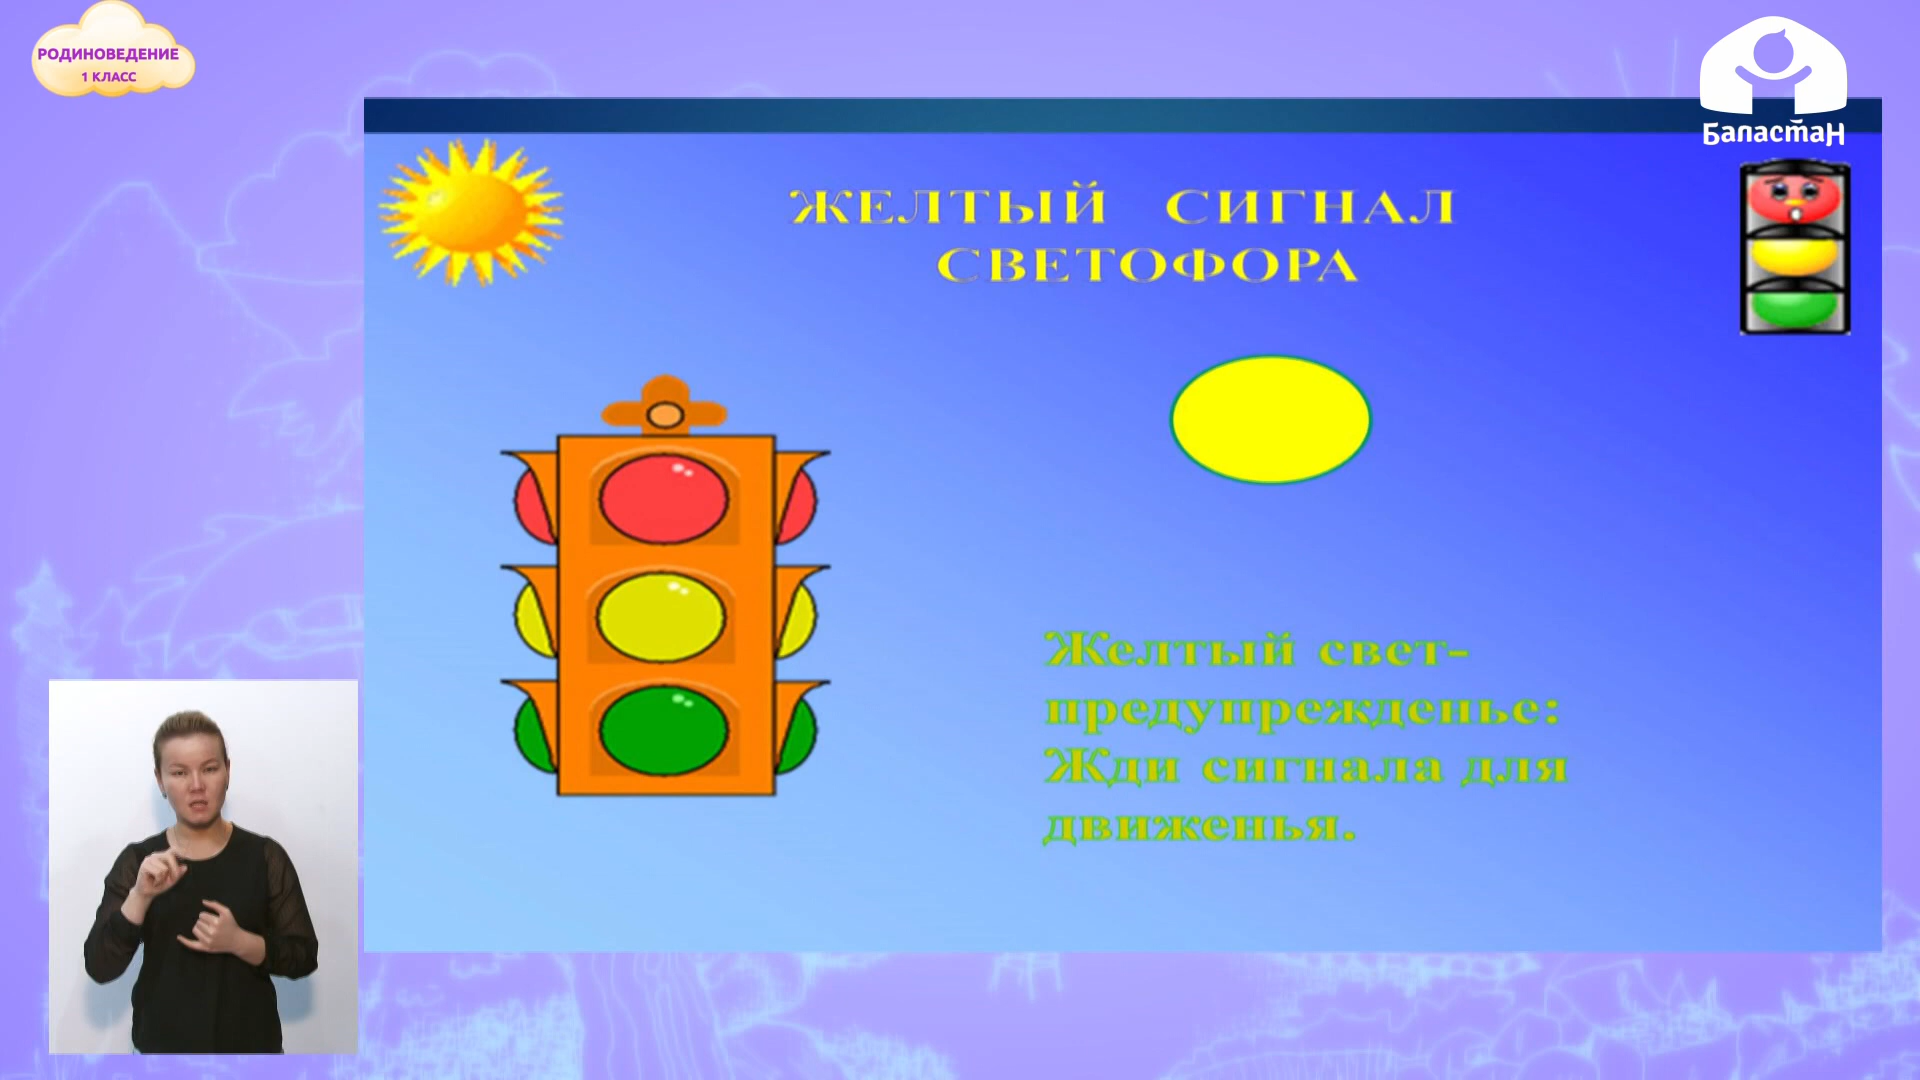 РОДИНОВЕДЕНИЕ
1 КЛАСС
Баластан
ЖЕЛТЫЙ СИГНАЛ
СВЕТОФОРА
Желтый свет-
предупрежденье:
Жди сигнала для
движенья.